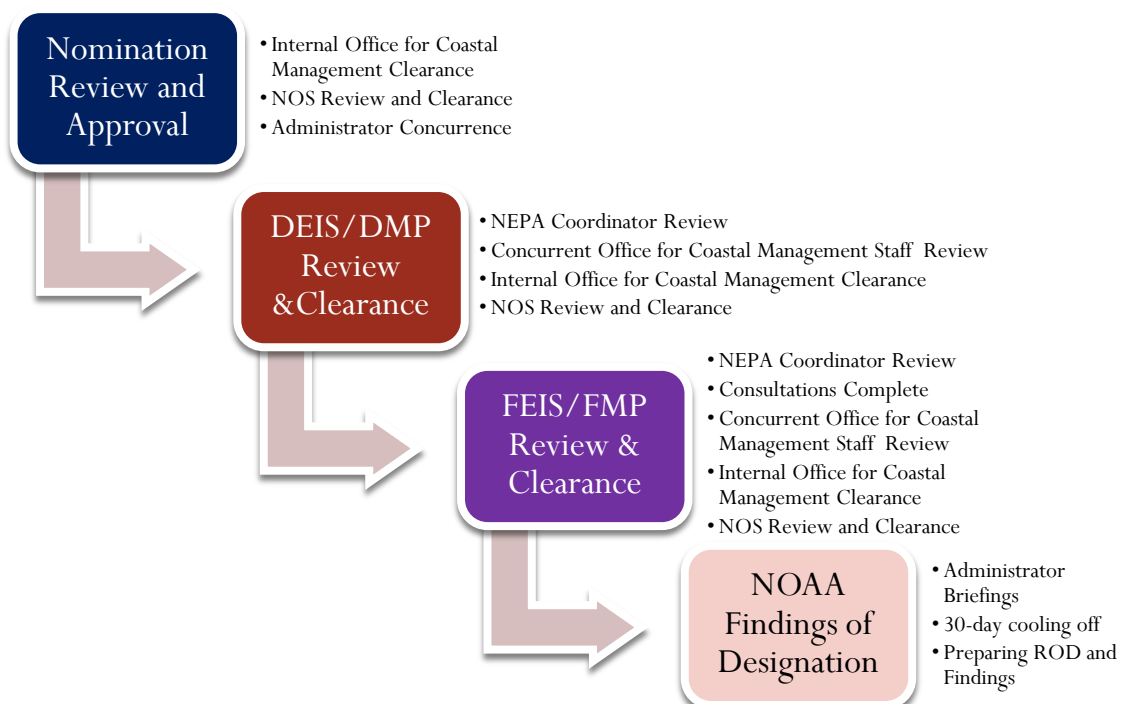 Nomination
Review and
Approval
• Internal Office for Coastal
Management Clearance
• NOS Review and Clearance
• Administrator Concurrence
DEIS/DMP
Review
&Clearance
• NEPA Coordinator Review
• Concurrent Office for Coastal Management Staff Review
• Internal Office for Coastal Management Clearance
• NOS Review and Clearance
FEIS/FMP
Review &
Clearance
• NEPA Coordinator Review
• Consultations Complete
• Concurrent Office for Coastal
Management Staff Review
• Internal Office for Coastal
Management Clearance
• NOS Review and Clearance
NOAA
Findings of
Designation
• Administrator
Briefings
• 30-day cooling off
• Preparing ROD and
Findings